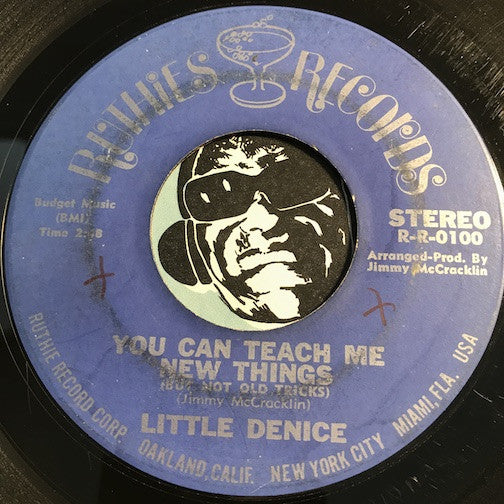 RUTHIES RECORDS
Budget Music
(BMI)
Time 2:48
STEREO
R-R-0100
Arranged-Prod. By
Jimmy McCracklin
YOU CAN TEACH ME
NEW THINGS
(BUT NOT OLD TRICKS)
(Jimmy McCracklin)
LITTLE DENICE
RUTHIE RECORD CORP. OAKLAND, CALIF. NEW YORK CITY MIAMI, FLA. USA